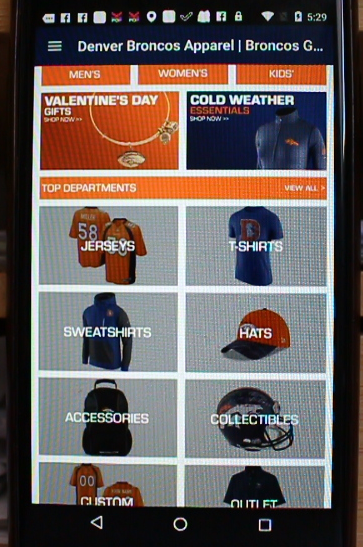 5:29
Denver Broncos Apparel | Broncos G...
MEN'S
WOMEN'S
KIDS'
VALENTINE'S DAY
GIFTS
SHOP NOW >>
COLD WEATHER
ESSENTIALS
SHOP NOW >>
TOP DEPARTMENTS
VIEW ALL >
MILLER
58
JERSEYS
T-SHIRTS
SWEATSHIRTS
HATS
ACCESSORIES
COLLECTIBLES
00
CUSTOM
OUTLET